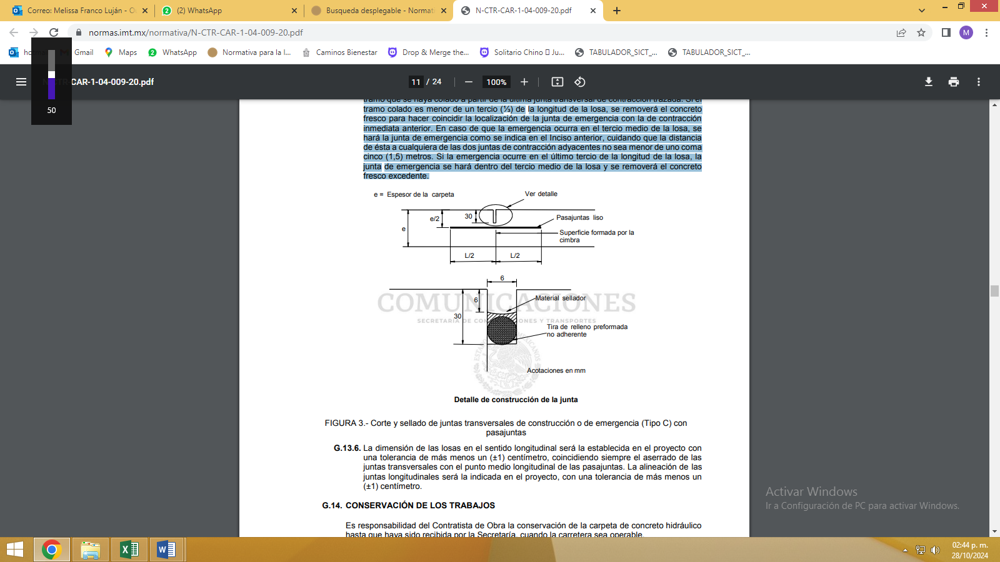 Correo: Melissa Franco Luján - O
(2) WhatsApp
Busqueda desplegable - Normati
N-CTR-CAR-1-04-009-20.pdf
normas.imt.mx/normativa/N-CTR-CAR-1-04-009-20.pdf
M
Gmail
Maps
WhatsApp
Normativa para la I...
Caminos Bienestar
Drop & Merge the...
Solitario Chino ▯ Ju...
TABULADOR_SICT_...
TABULADOR_SICT_...
CTR-CAR-1-04-009-20.pdf
11 / 24
100%
50
tramo que se haya colado a partir de la última junta transversal de contracción trazada. Si el
tramo colado es menor de un tercio (⅓) de la longitud de la losa, se removerá el concreto
fresco para hacer coincidir la localización de la junta de emergencia con la de contracción
inmediata anterior. En caso de que la emergencia ocurra en el tercio medio de la losa, se
hará la junta de emergencia como se indica en el Inciso anterior, cuidando que la distancia
de ésta a cualquiera de las dos juntas de contracción adyacentes no sea menor de uno coma
cinco (1,5) metros. Si la emergencia ocurre en el último tercio de la longitud de la losa, la
junta de emergencia se hará dentro del tercio medio de la losa y se removerá el concreto
fresco excedente.
e = Espesor de la carpeta
Ver detalle
30
e/2
Pasajuntas liso
e
Superficie formada por la
cimbra
L/2
L/2
6
6
Material sellador
30
Tira de relleno preformada
no adherente
COMUNICACIONES
SECRETARÍA DE COMUNICACIONES Y TRANSPORTES
Acotaciones en mm
Detalle de construcción de la junta
FIGURA 3.- Corte y sellado de juntas transversales de construcción o de emergencia (Tipo C) con
pasajuntas
G.13.6. La dimensión de las losas en el sentido longitudinal será la establecida en el proyecto con
una tolerancia de más menos un (±1) centímetro, coincidiendo siempre el aserrado de las
juntas transversales con el punto medio longitudinal de las pasajuntas. La alineación de las
juntas longitudinales será la indicada en el proyecto, con una tolerancia de más menos un
(±1) centímetro.
G.14. CONSERVACIÓN DE LOS TRABAJOS
Es responsabilidad del Contratista de Obra la conservación de la carpeta de concreto hidráulico
hasta que haya sido recibida por la Secretaría, cuando la carretera sea operable.
Activar Windows
Ir a Configuración de PC para activar Windows.
02:44 p. m.
28/10/2024